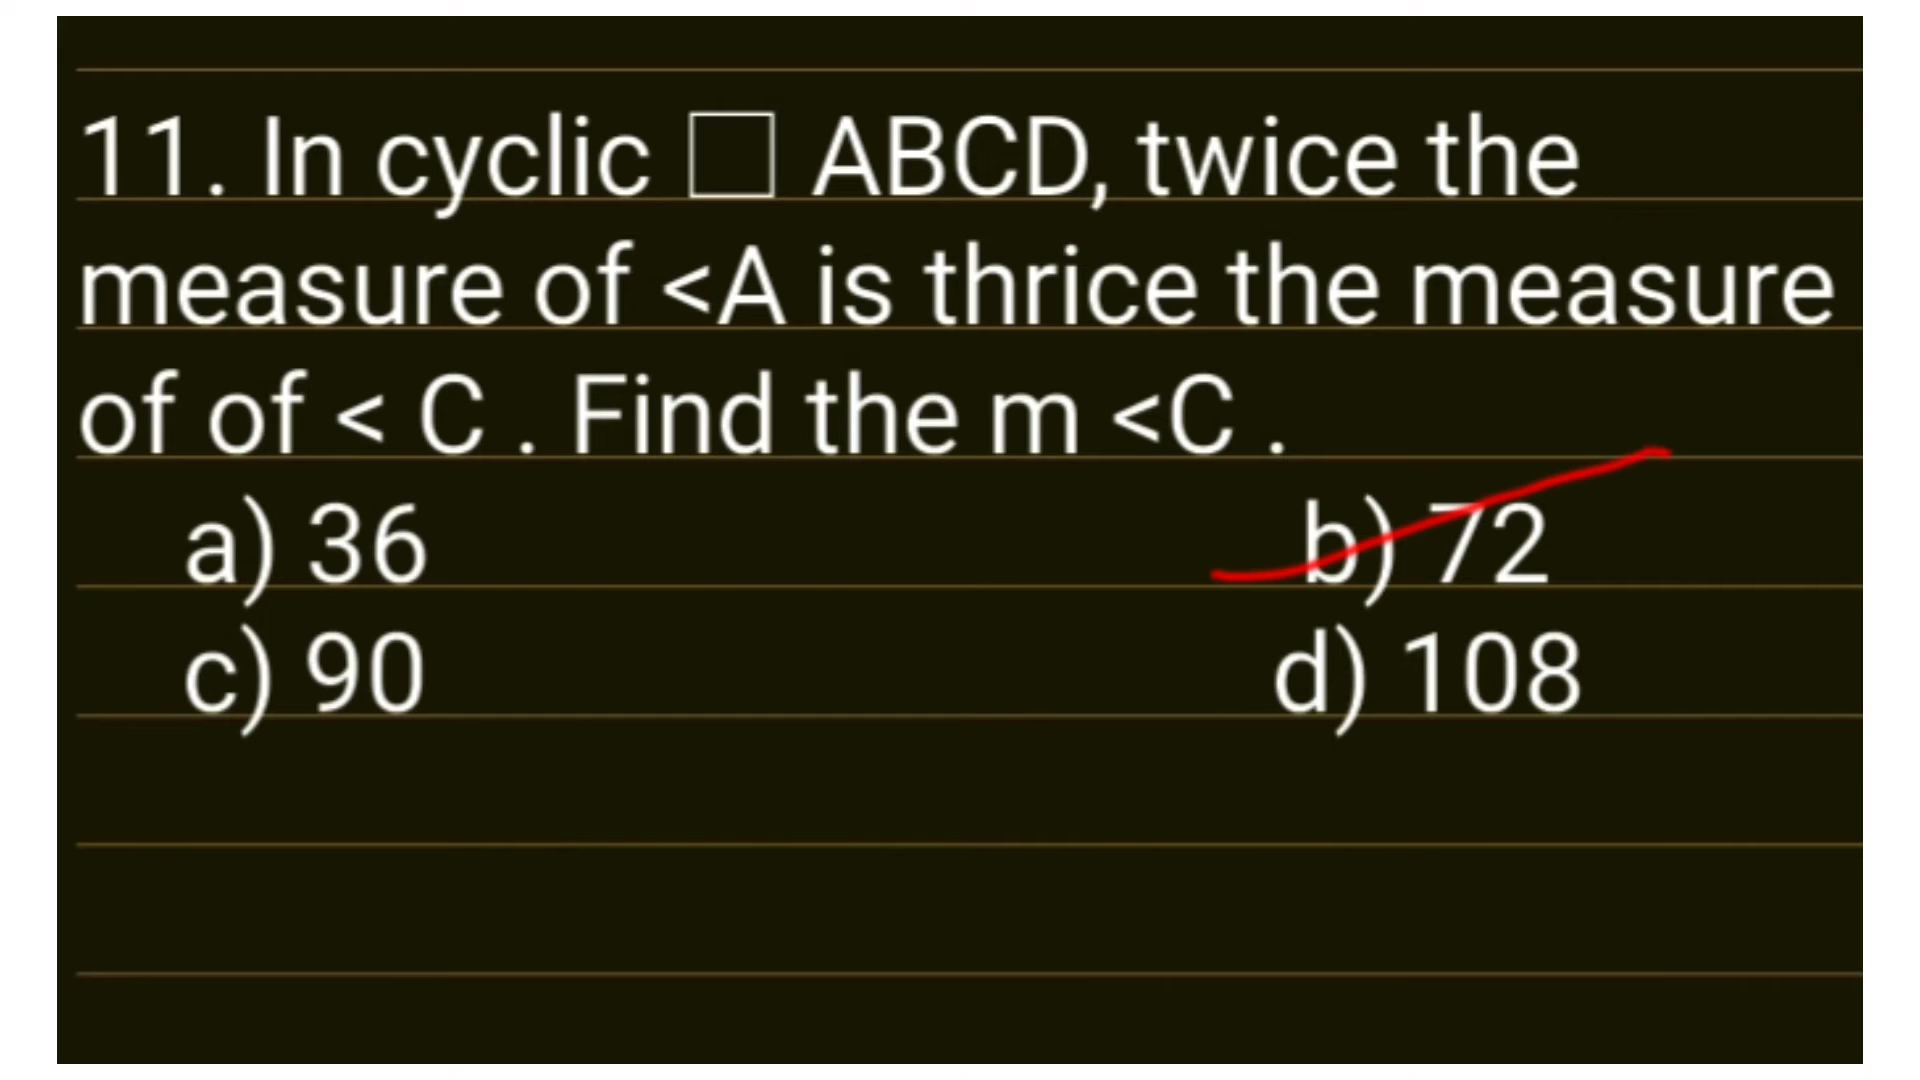 11. In cyclic □ ABCD, twice the
measure of <A is thrice the measure
of of < C . Find the m <C .
a) 36 b) 72
c) 90 d) 108